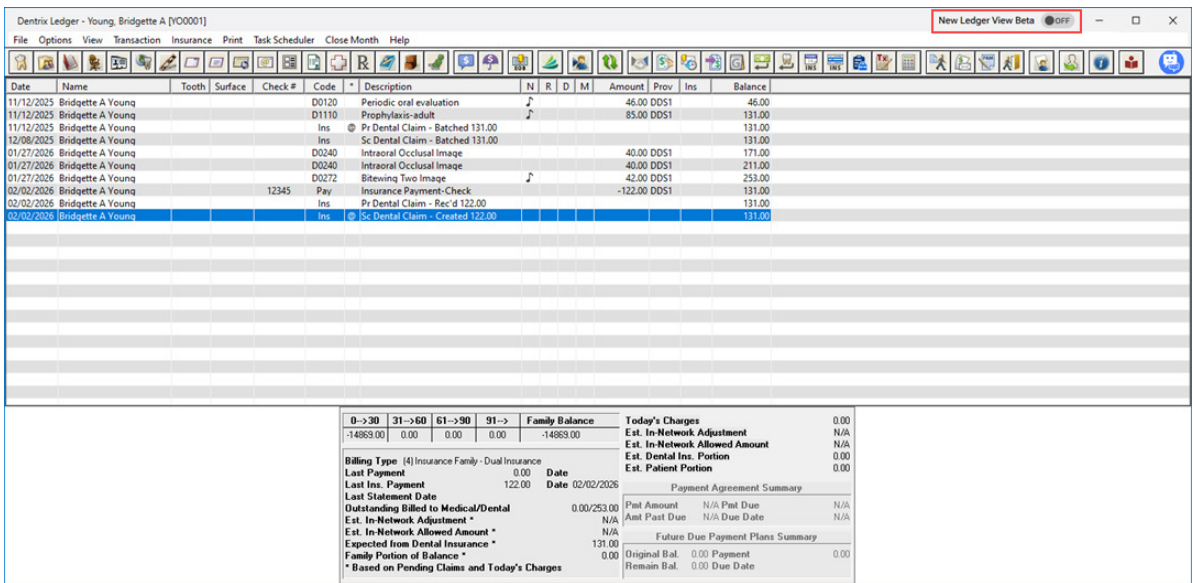 Dentrix Ledger - Young, Bridgette A [YO0001] New Ledger View Beta OFF
File Options View Transaction Insurance Print Task Scheduler Close Month Help
Date Name Tooth Surface Check # Code * Description N R D M Amount Prov Ins Balance
11/12/2025 Bridgette A Young D0120 Periodic oral evaluation 46.00 DDS1 46.00
11/12/2025 Bridgette A Young D1110 Prophylaxis-adult 85.00 DDS1 131.00
11/12/2025 Bridgette A Young Ins @ Pr Dental Claim - Batched 131.00 131.00
12/08/2025 Bridgette A Young Ins Sc Dental Claim - Batched 131.00 131.00
01/27/2026 Bridgette A Young D0240 Intraoral Occlusal Image 40.00 DDS1 171.00
01/27/2026 Bridgette A Young D0240 Intraoral Occlusal Image 40.00 DDS1 211.00
01/27/2026 Bridgette A Young D0272 Bitewing Two Image 42.00 DDS1 253.00
02/02/2026 Bridgette A Young 12345 Pay Insurance Payment-Check -122.00 DDS1 131.00
02/02/2026 Bridgette A Young Ins Pr Dental Claim - Rec'd 122.00 131.00
02/02/2026 Bridgette A Young Ins @ Sc Dental Claim - Created 122.00 131.00
0-->30 31-->60 61-->90 91--> Family Balance
-14869.00 0.00 0.00 0.00 -14869.00
Billing Type (4) Insurance Family - Dual Insurance
Last Payment 0.00 Date
Last Ins. Payment 122.00 Date 02/02/2026
Last Statement Date
Outstanding Billed to Medical/Dental 0.00/253.00
Est. In-Network Adjustment * N/A
Est. In-Network Allowed Amount * N/A
Expected from Dental Insurance * 131.00
Family Portion of Balance * 0.00
* Based on Pending Claims and Today's Charges
Today's Charges 0.00
Est. In-Network Adjustment N/A
Est. In-Network Allowed Amount N/A
Est. Dental Ins. Portion 0.00
Est. Patient Portion 0.00
Payment Agreement Summary
Pmt Amount N/A Pmt Due N/A
Amt Past Due N/A Due Date N/A
Future Due Payment Plans Summary
Original Bal. 0.00 Payment 0.00
Remain Bal. 0.00 Due Date